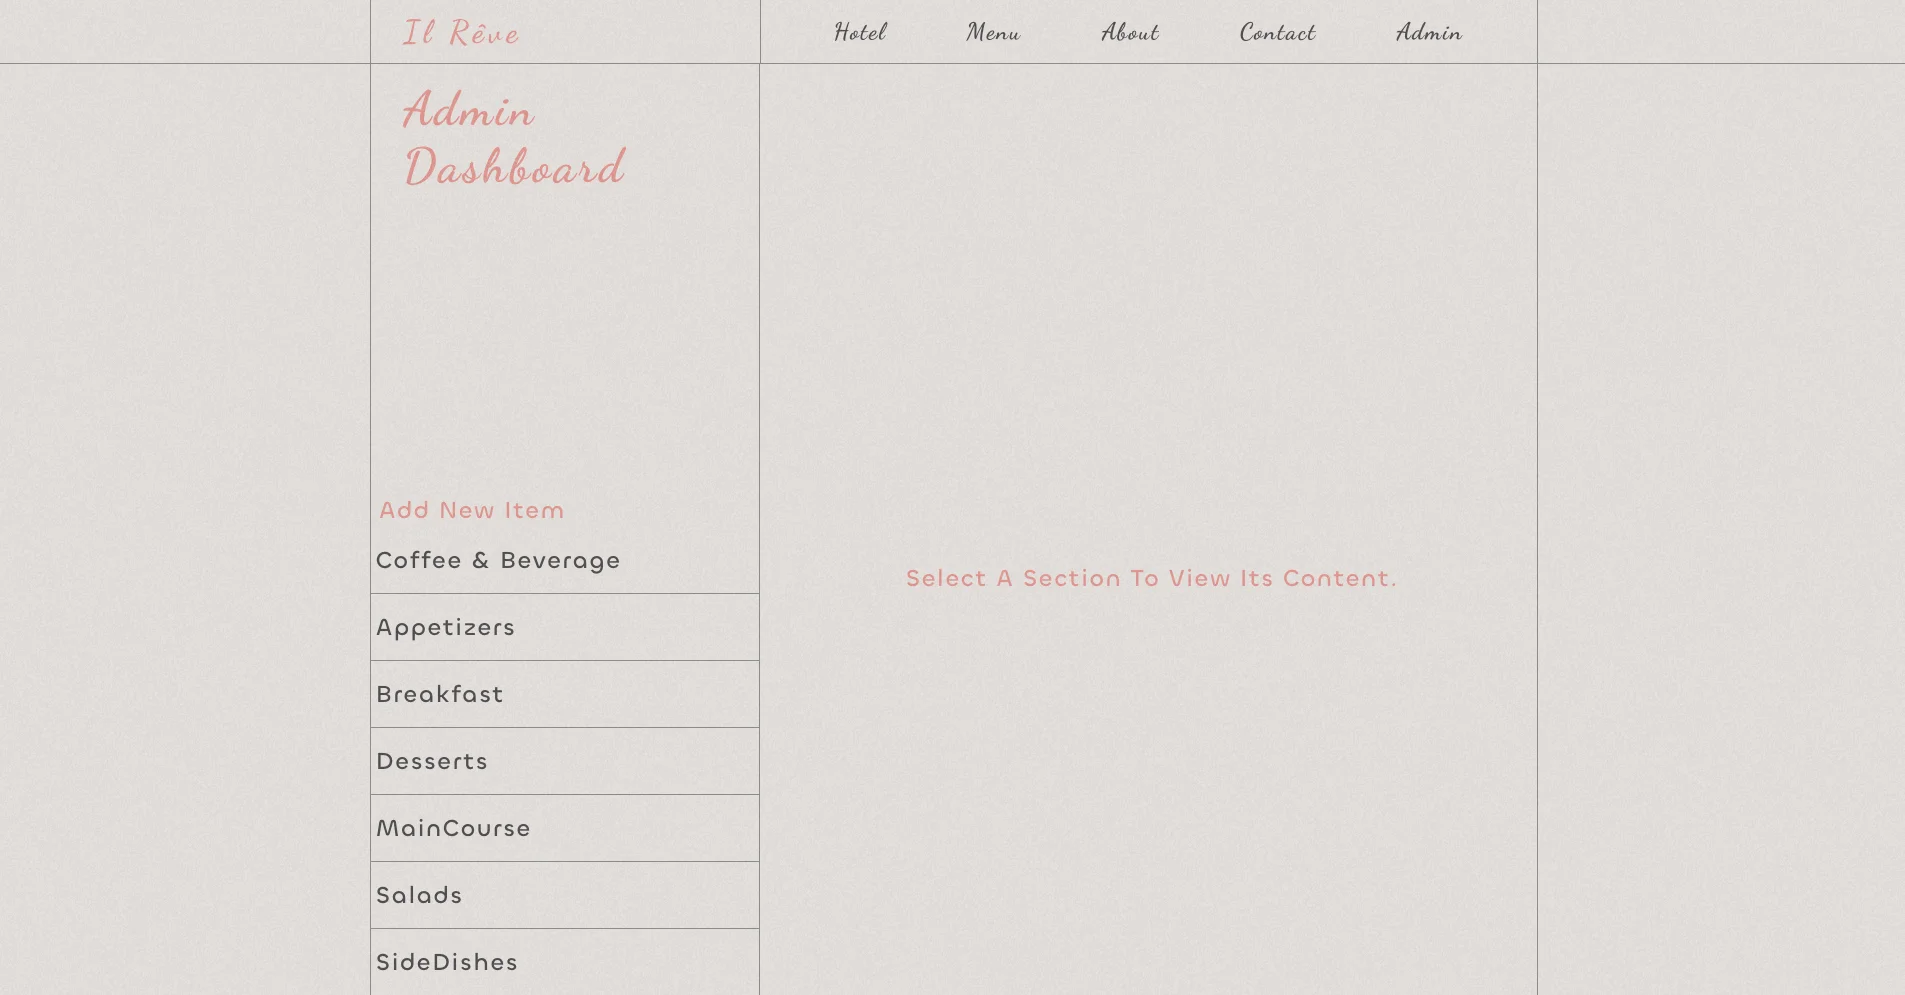 Il Rêve
Hotel Menu About Contact Admin
Admin
Dashboard
Add New Item
Coffee & Beverage
Select A Section To View Its Content.
Appetizers
Breakfast
Desserts
MainCourse
Salads
SideDishes